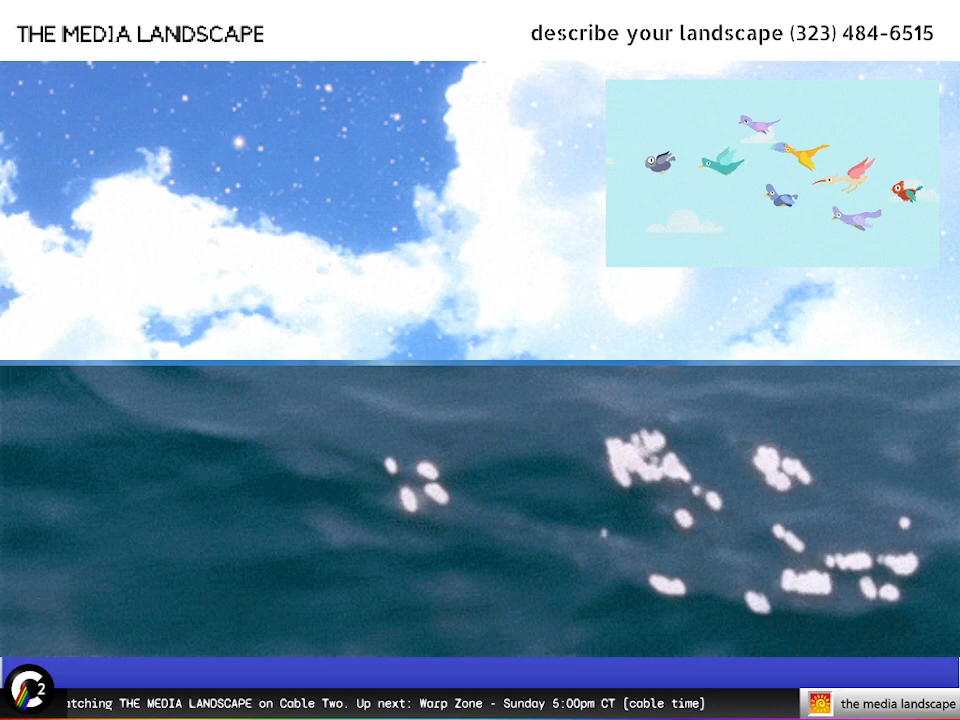 THE MEDIA LANDSCAPE
describe your landscape (323) 484-6515
atching THE MEDIA LANDSCAPE on Cable Two. Up next: Warp Zone - Sunday 5:00pm CT [cable time]
C2
the media landscape